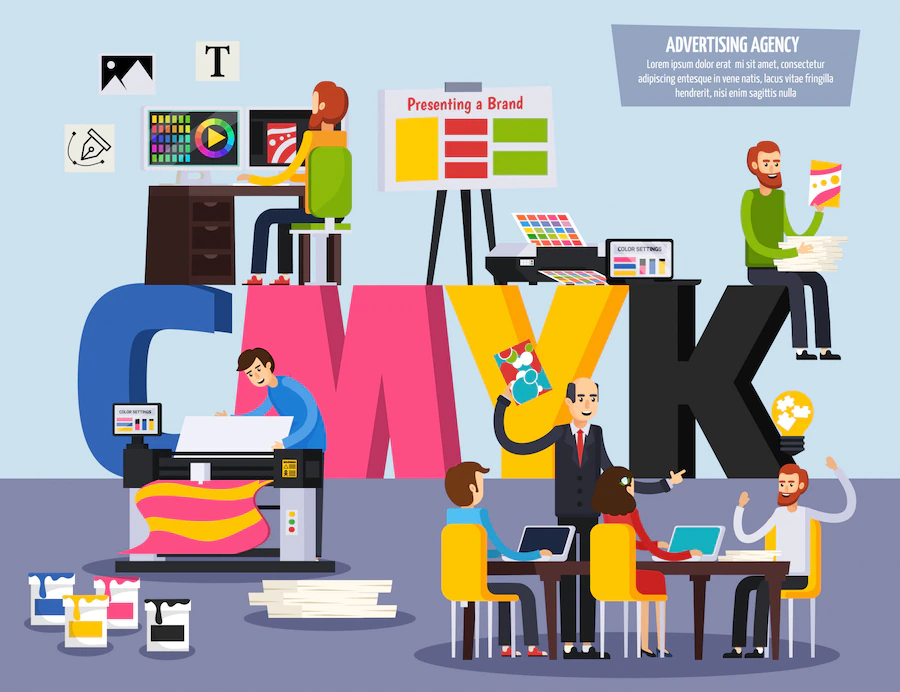 T
ADVERTISING AGENCY
Lorem ipsum dolor erat mi sit amet, consectetur
adipiscing entesque in vene natis, lacus vitae fringilla
hendrerit, nisi enim sagittis nulla
Presenting a Brand
COLOR SETTINGS
CMYK
COLOR SETTINGS